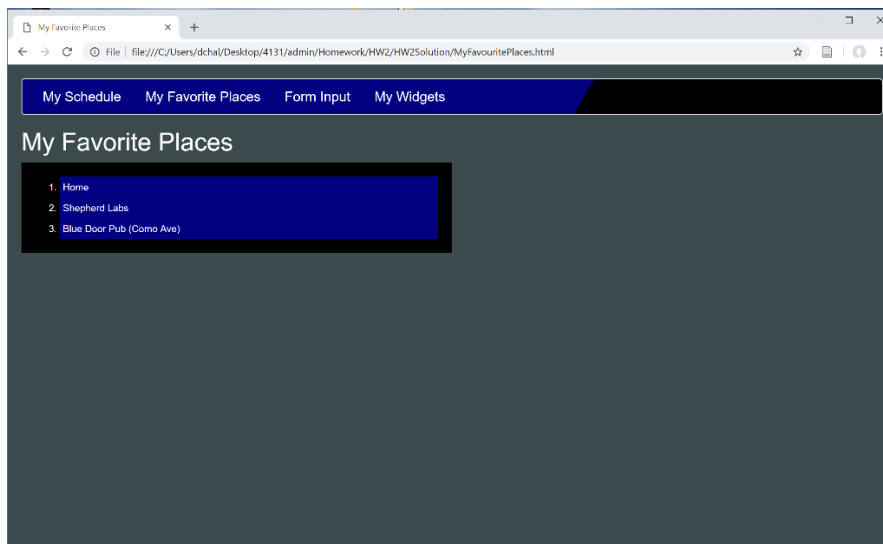 My Favorite Places
File file:///C:/Users/dchal/Desktop/4131/admin/Homework/HW2/HW2Solution/MyFavouritePlaces.html
My Schedule My Favorite Places Form Input My Widgets
My Favorite Places
1. Home
2. Shepherd Labs
3. Blue Door Pub (Como Ave)